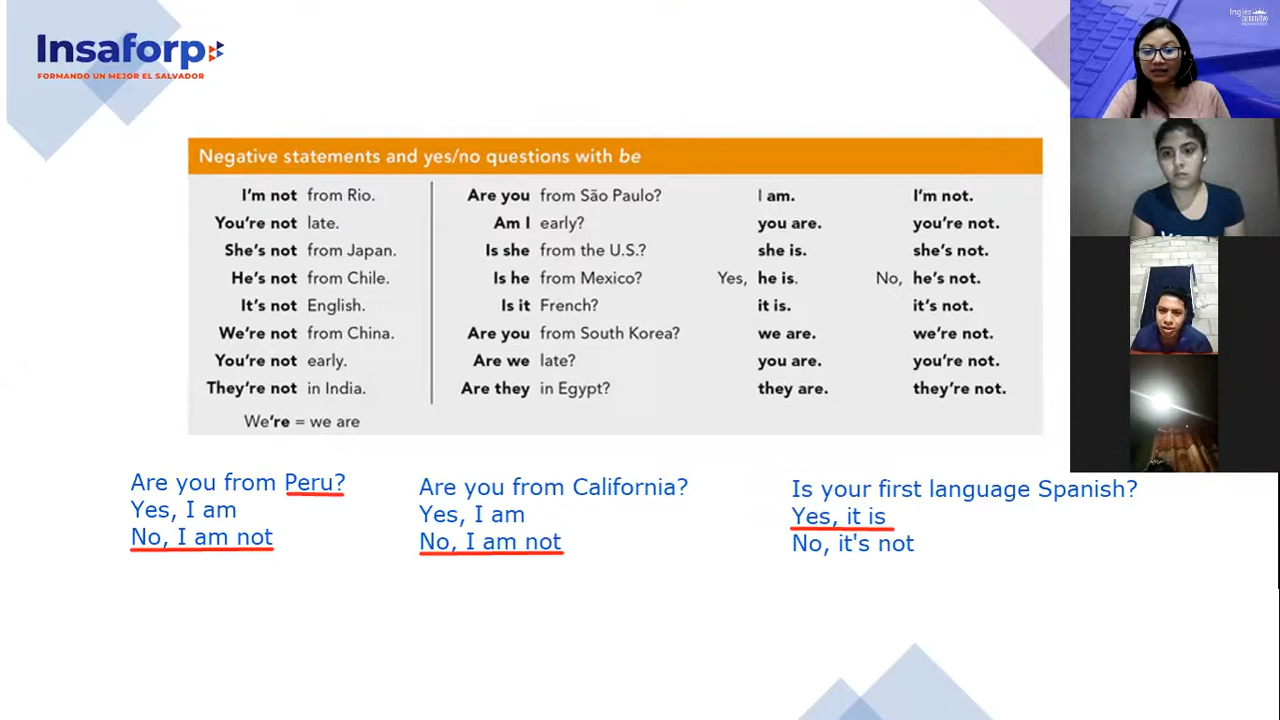 Insaforp
FORMANDO UN MEJOR EL SALVADOR
Negative statements and yes/no questions with be
I'm not from Rio. Are you from São Paulo? I am. I'm not.
You're not late. Am I early? you are. you're not.
She's not from Japan. Is she from the U.S.? she is. she's not.
He's not from Chile. Is he from Mexico? Yes, he is. No, he's not.
It's not English. Is it French? it is. it's not.
We're not from China. Are you from South Korea? we are. we're not.
You're not early. Are we late? you are. you're not.
They're not in India. Are they in Egypt? they are. they're not.
We're = we are
Are you from Peru?
Yes, I am
No, I am not
Are you from California?
Yes, I am
No, I am not
Is your first language Spanish?
Yes, it is
No, it's not
Ingles